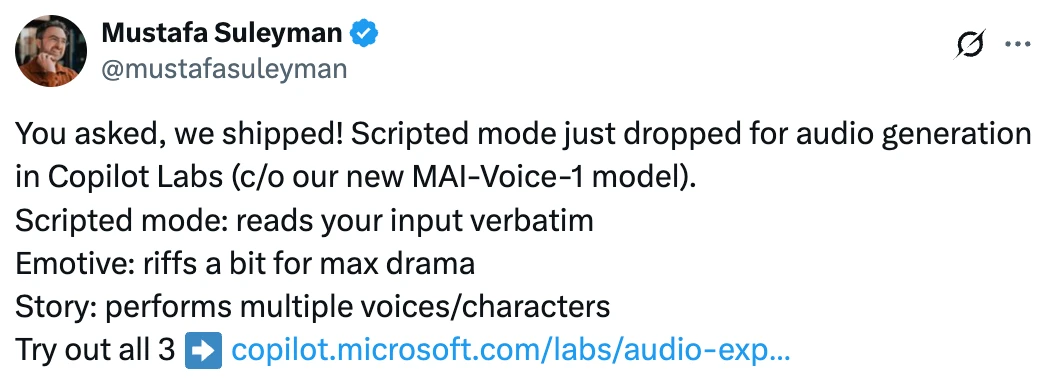 Mustafa Suleyman
@mustafasuleyman
You asked, we shipped! Scripted mode just dropped for audio generation
in Copilot Labs (c/o our new MAI-Voice-1 model).
Scripted mode: reads your input verbatim
Emotive: riffs a bit for max drama
Story: performs multiple voices/characters
Try out all 3 ➡️ copilot.microsoft.com/labs/audio-exp...